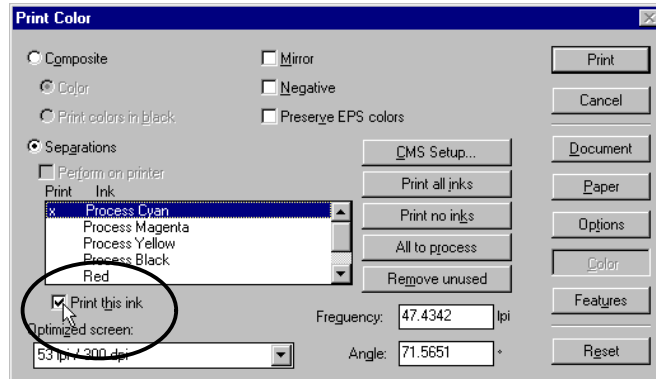 Print Color
Composite
Mirror
Print
Color
Negative
Cancel
Print colors in black
Preserve EPS colors
Separations
CMS Setup...
Document
Perform on printer
Print Ink
Print all inks
Paper
x Process Cyan
Process Magenta
Print no inks
Options
Process Yellow
All to process
Process Black
Red
Remove unused
Color
Print this ink
Frequency: 47.4342 lpi
Features
Optimized screen:
53 lpi / 300 dpi
Angle: 71.5651 °
Reset